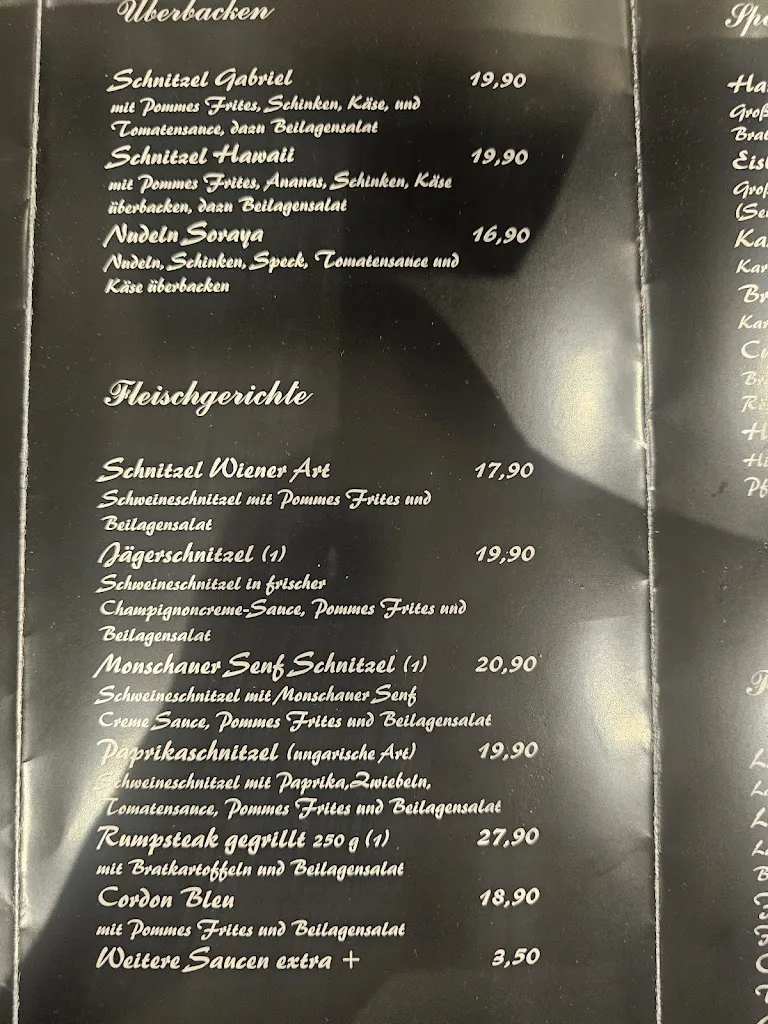 Überbacken
Schnitzel Gabriel 19,90
mit Pommes Frites, Schinken, Käse, und
Tomatensauce, dazu Beilagensalat
Schnitzel Hawaii 19,90
mit Pommes Frites, Ananas, Schinken, Käse
überbacken, dazu Beilagensalat
Nudeln Soraya 16,90
Nudeln, Schinken, Speck, Tomatensauce und
Käse überbacken
Fleischgerichte
Schnitzel Wiener Art 17,90
Schweineschnitzel mit Pommes Frites und
Beilagensalat
Jägerschnitzel (1) 19,90
Schweineschnitzel in frischer
Champignoncreme-Sauce, Pommes Frites und
Beilagensalat
Monschauer Senf Schnitzel (1) 20,90
Schweineschnitzel mit Monschauer Senf
Creme Sauce, Pommes Frites und Beilagensalat
Paprikaschnitzel (ungarische Art) 19,90
Schweineschnitzel mit Paprika,Zwiebeln,
Tomatensauce, Pommes Frites und Beilagensalat
Rumpsteak gegrillt 250 g (1) 27,90
mit Bratkartoffeln und Beilagensalat
Cordon Bleu 18,90
mit Pommes Frites und Beilagensalat
Weitere Saucen extra + 3,50